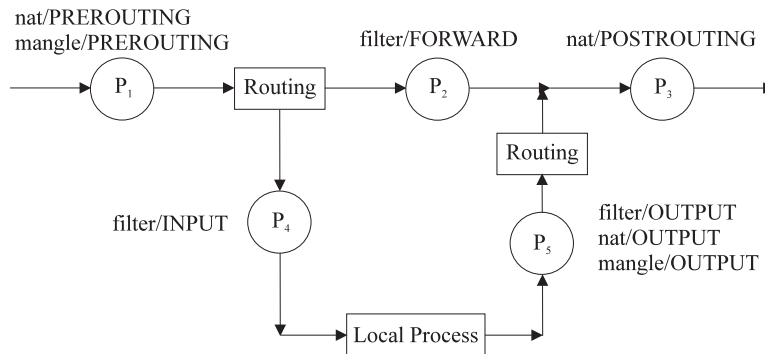 nat/PREROUTING
mangle/PREROUTING
filter/FORWARD
nat/POSTROUTING
P1
Routing
P2
P3
Routing
filter/INPUT
P4
P5
filter/OUTPUT
nat/OUTPUT
mangle/OUTPUT
Local Process